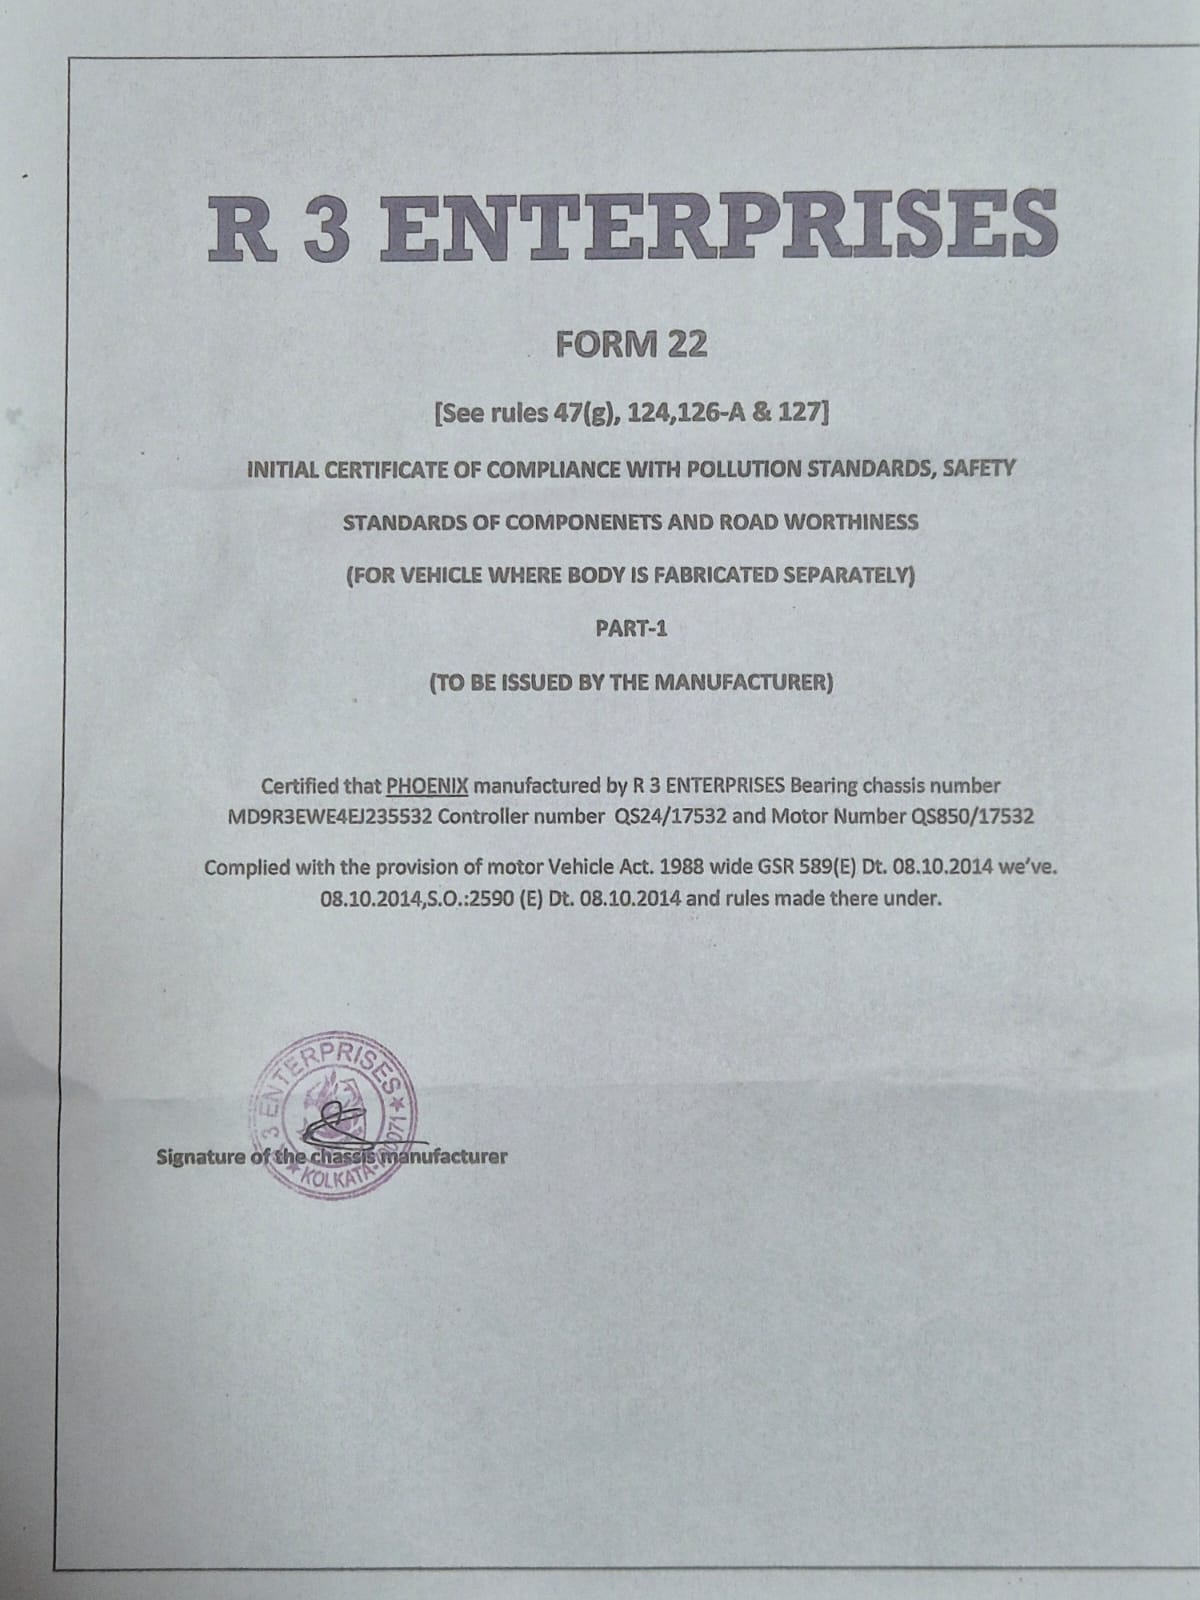 R 3 ENTERPRISES
FORM 22
[See rules 47(g), 124,126-A & 127]
INITIAL CERTIFICATE OF COMPLIANCE WITH POLLUTION STANDARDS, SAFETY
STANDARDS OF COMPONENETS AND ROAD WORTHINESS
(FOR VEHICLE WHERE BODY IS FABRICATED SEPARATELY)
PART-1
(TO BE ISSUED BY THE MANUFACTURER)
Certified that PHOENIX manufactured by R 3 ENTERPRISES Bearing chassis number
MD9R3EWE4EJ235532 Controller number QS24/17532 and Motor Number QS850/17532
Complied with the provision of motor Vehicle Act. 1988 wide GSR 589(E) Dt. 08.10.2014 we've.
08.10.2014,S.O.:2590 (E) Dt. 08.10.2014 and rules made there under.
3 ENTERPRISES
Signature of the chassis manufacturer
KOLKATA